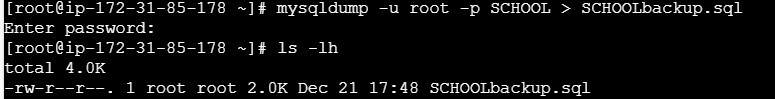 [root@ip-172-31-85-178 ~]# mysqldump -u root -p SCHOOL > SCHOOLbackup.sql
Enter password:
[root@ip-172-31-85-178 ~]# ls -lh
total 4.0K
-rw-r--r--. 1 root root 2.0K Dec 21 17:48 SCHOOLbackup.sql